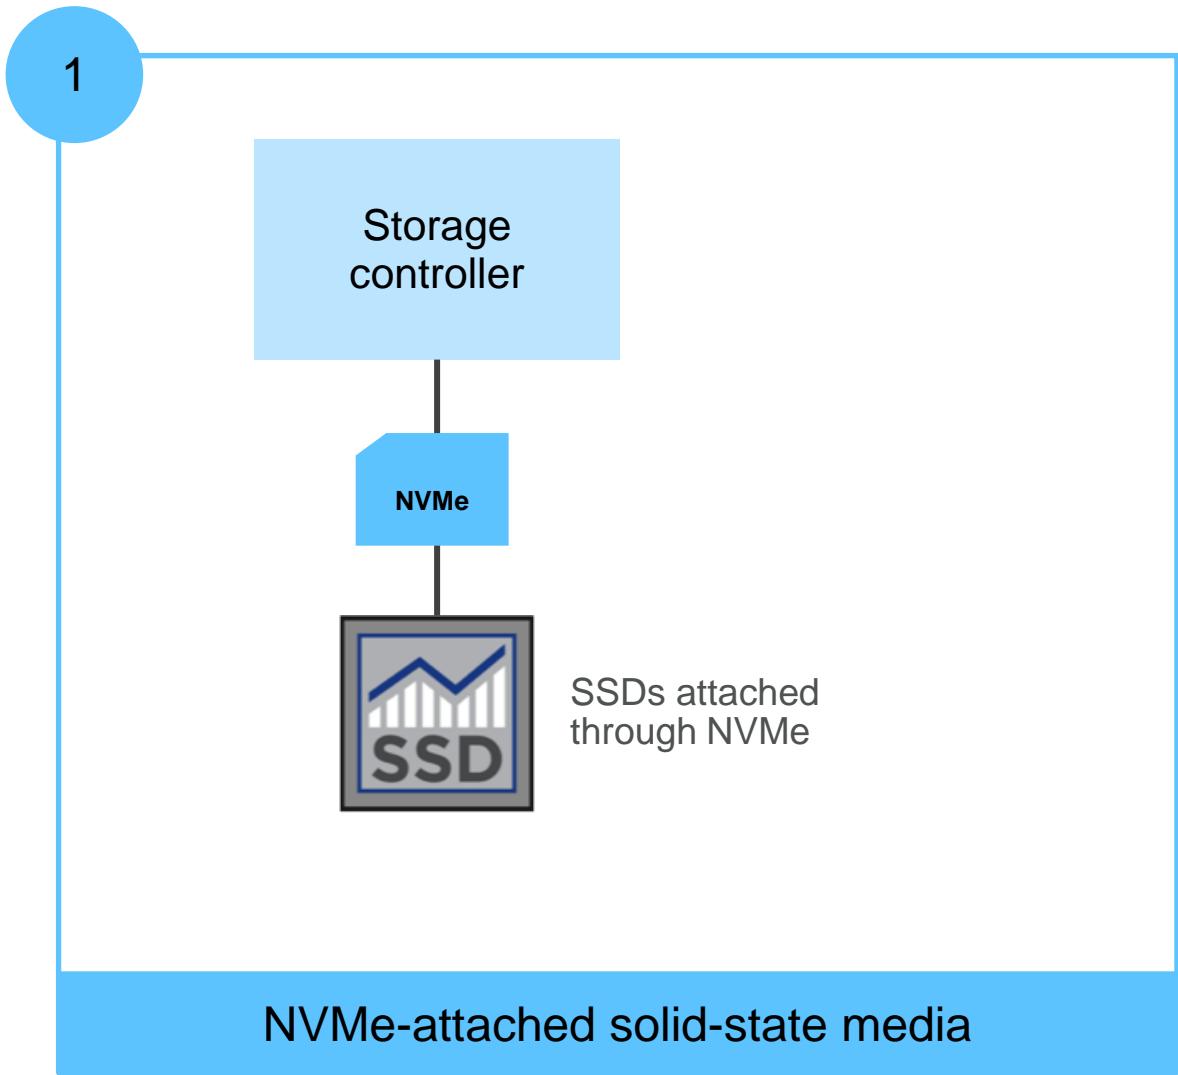 1
Storage
controller
NVMe
SSD
SSDs attached
through NVMe
NVMe-attached solid-state media